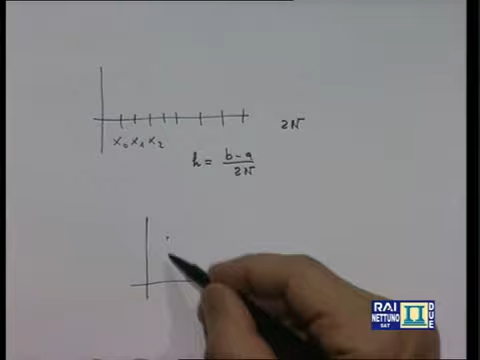 2N
x₀ x₁ x₂
h = b-a / 2N
RAI
NETTUNO
SAT
DUE